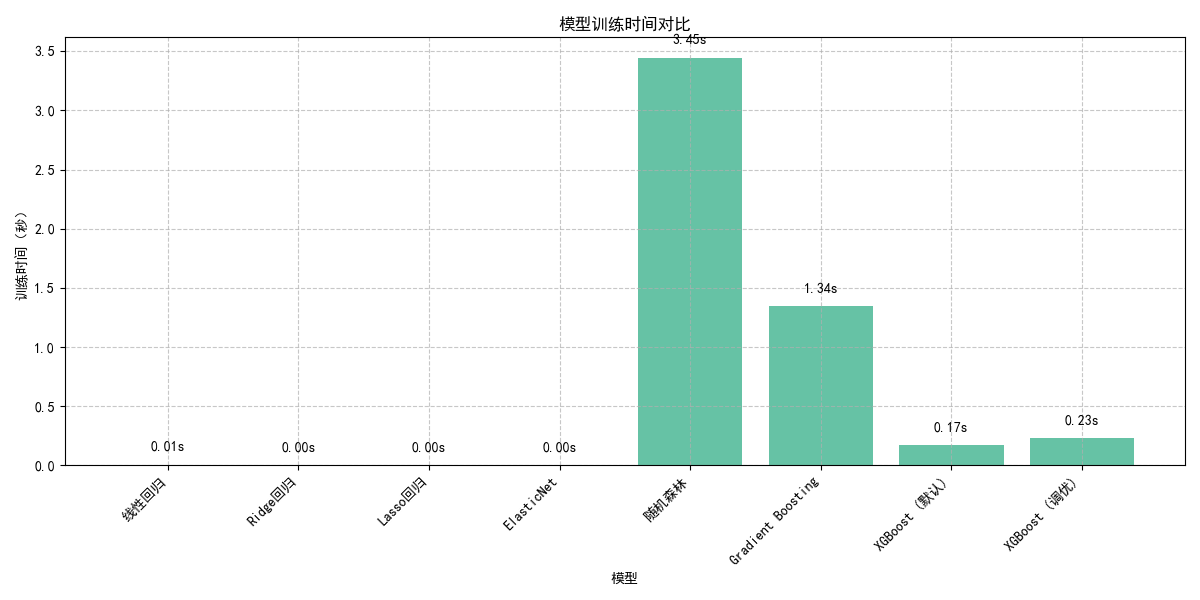 模型训练时间对比
3.45s
3.5
3.0
2.5
2.0
1.5
1.0
0.5
0.0
训练时间（秒）
0.01s
0.00s
0.00s
0.00s
1.34s
0.17s
0.23s
线性回归
Ridge回归
Lasso回归
ElasticNet
随机森林
Gradient Boosting
XGBoost（默认）
XGBoost（调优）
模型